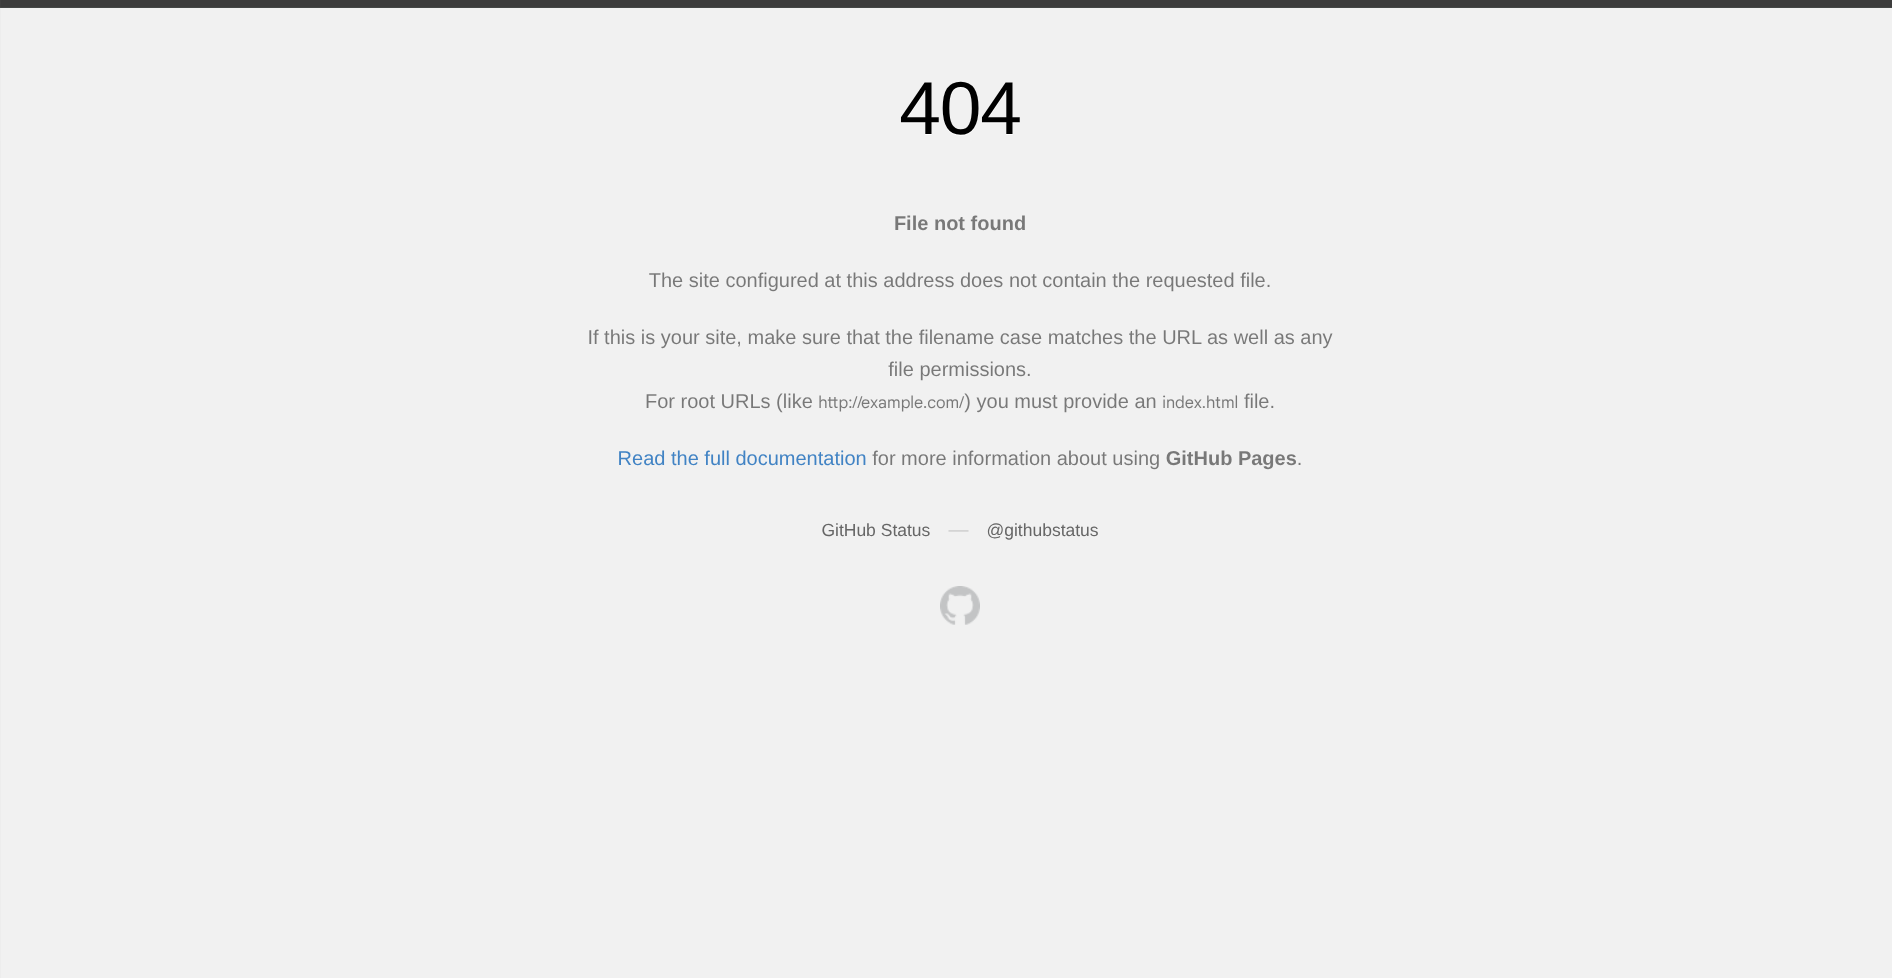 404
File not found
The site configured at this address does not contain the requested file.
If this is your site, make sure that the filename case matches the URL as well as any
file permissions.
For root URLs (like http://example.com/) you must provide an index.html file.
Read the full documentation for more information about using GitHub Pages.
GitHub Status — @githubstatus